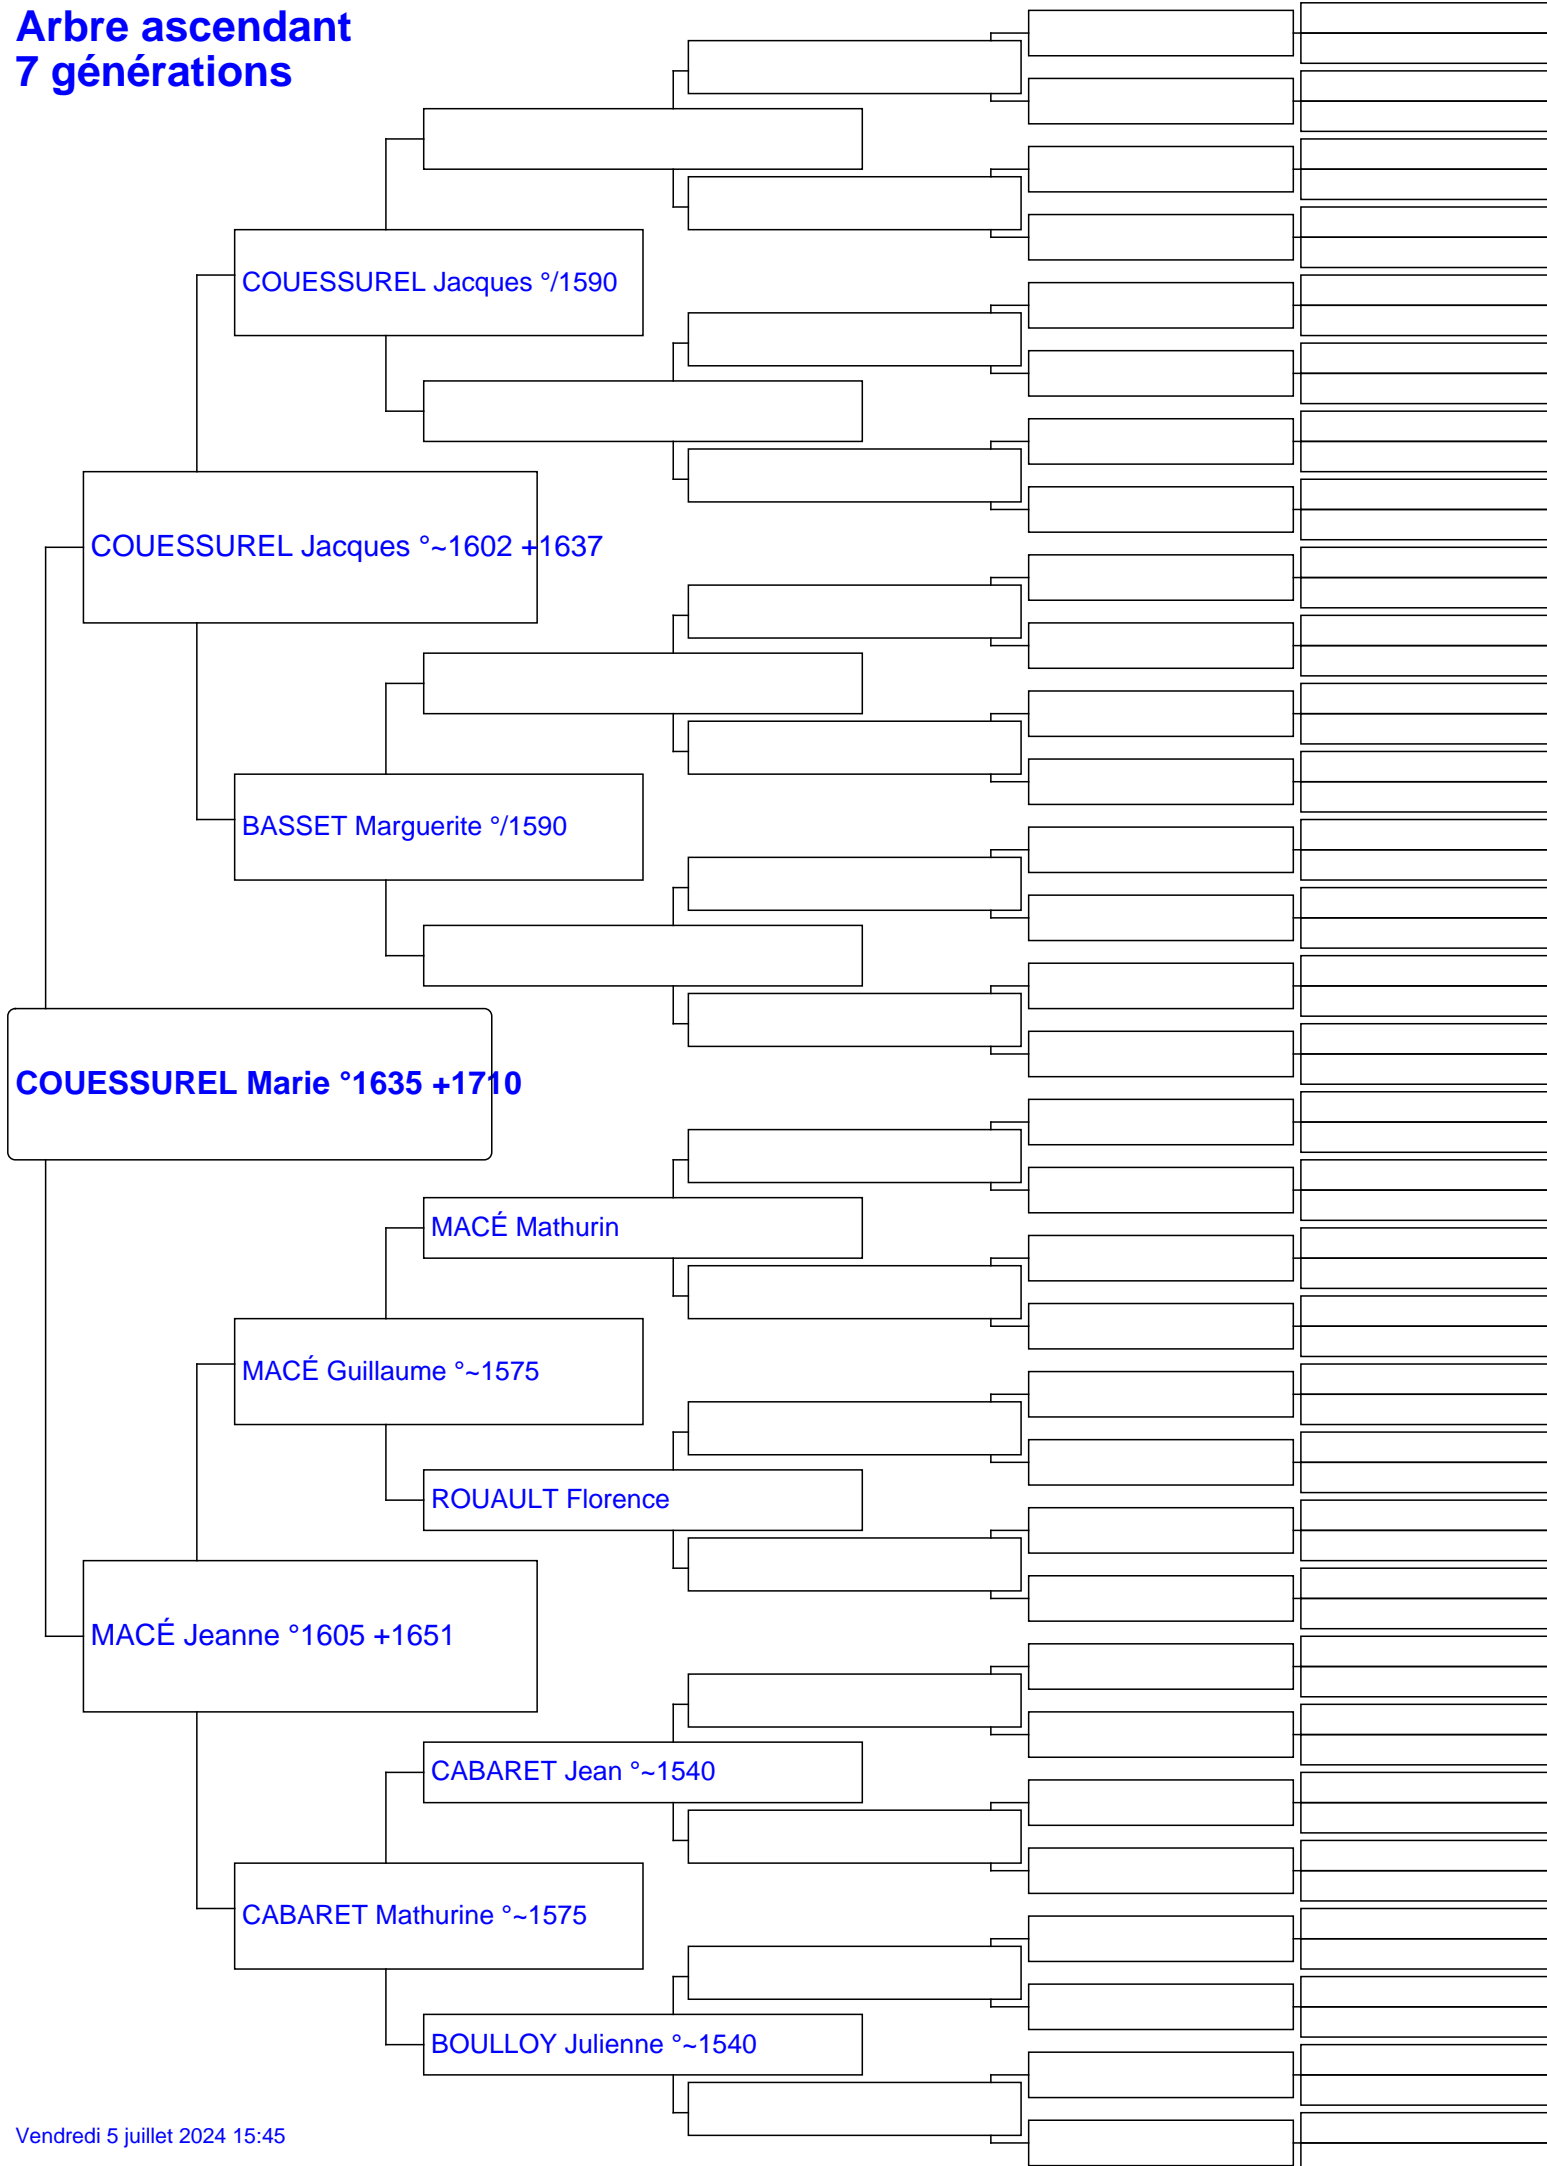 Arbre ascendant
7 générations
COUESSUREL Jacques °/1590
COUESSUREL Jacques °~1602 +1637
BASSET Marguerite °/1590
COUESSUREL Marie °1635 +1710
MACÉ Mathurin
MACÉ Guillaume °~1575
ROUAULT Florence
MACÉ Jeanne °1605 +1651
CABARET Jean °~1540
CABARET Mathurine °~1575
BOULLOY Julienne °~1540
Vendredi 5 juillet 2024 15:45